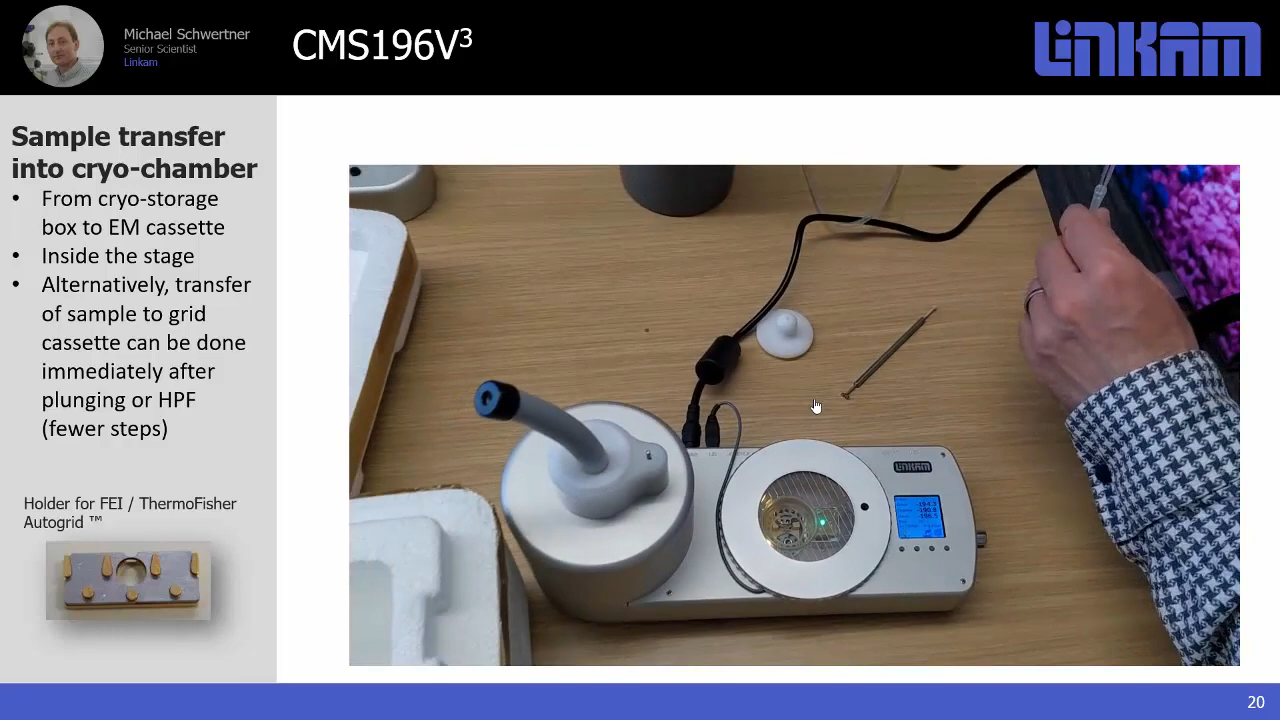 Michael Schwertner
Senior Scientist
Linkam
CMS196V³
LINKAM
Sample transfer
into cryo-chamber
• From cryo-storage
box to EM cassette
• Inside the stage
• Alternatively, transfer
of sample to grid
cassette can be done
immediately after
plunging or HPF
(fewer steps)
Holder for FEI / ThermoFisher
Autogrid ™
LINKAM
20